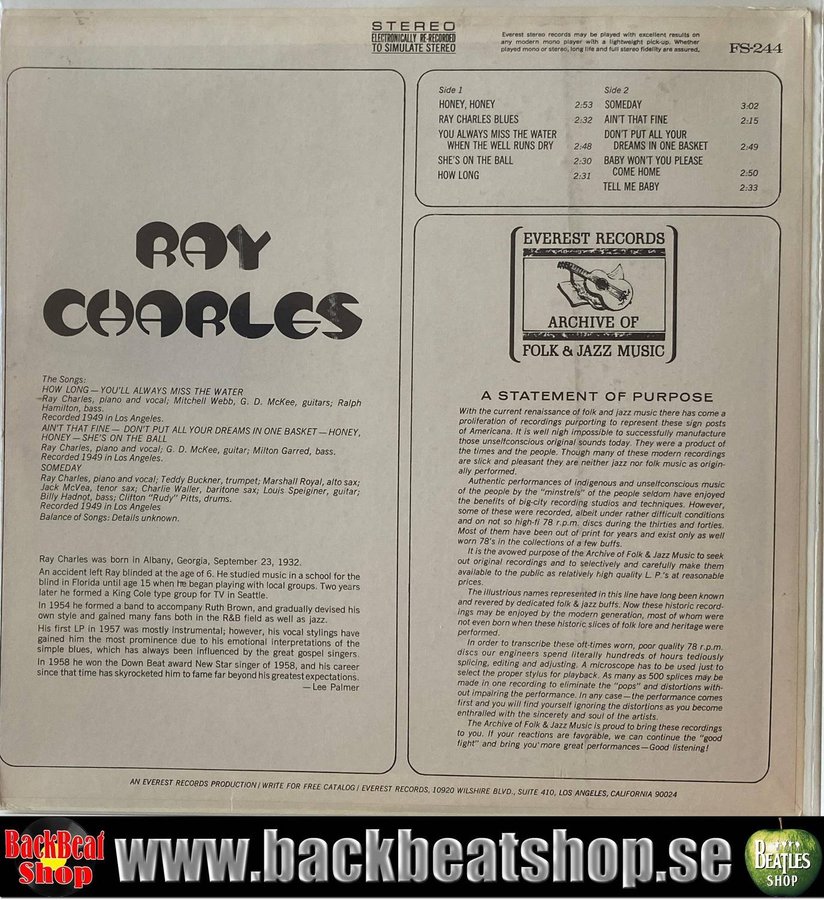 STEREO
ELECTRONICALLY RE-RECORDED
TO SIMULATE STEREO
Everest stereo records may be played with excellent results on
any modern mono player with a lightweight pick-up. Whether
played mono or stereo, long life and full stereo fidelity are assured.
FS-244
Side 1
HONEY, HONEY 2:53
RAY CHARLES BLUES 2:32
YOU ALWAYS MISS THE WATER
WHEN THE WELL RUNS DRY 2:48
SHE'S ON THE BALL 2:30
HOW LONG 2:31
Side 2
SOMEDAY 3:02
AIN'T THAT FINE 2:15
DON'T PUT ALL YOUR
DREAMS IN ONE BASKET 2:49
BABY WON'T YOU PLEASE
COME HOME 2:50
TELL ME BABY 2:33
RAY
CHARLES
The Songs:
HOW LONG — YOU'LL ALWAYS MISS THE WATER
Ray Charles, piano and vocal; Mitchell Webb, G. D. McKee, guitars; Ralph
Hamilton, bass.
Recorded 1949 in Los Angeles.
AIN'T THAT FINE — DON'T PUT ALL YOUR DREAMS IN ONE BASKET — HONEY,
HONEY — SHE'S ON THE BALL
Ray Charles, piano and vocal; G. D. McKee, guitar; Milton Garred, bass.
Recorded 1949 in Los Angeles.
SOMEDAY
Ray Charles, piano and vocal; Teddy Buckner, trumpet; Marshall Royal, alto sax;
Jack McVea, tenor sax; Charlie Waller, baritone sax; Louis Speiginer, guitar;
Billy Hadnot, bass; Clifton "Rudy" Pitts, drums.
Recorded 1949 in Los Angeles
Balance of Songs: Details unknown.
Ray Charles was born in Albany, Georgia, September 23, 1932.
An accident left Ray blinded at the age of 6. He studied music in a school for the
blind in Florida until age 15 when he began playing with local groups. Two years
later he formed a King Cole type group for TV in Seattle.
In 1954 he formed a band to accompany Ruth Brown, and gradually devised his
own style and gained many fans both in the R&B field as well as jazz.
His first LP in 1957 was mostly instrumental; however, his vocal stylings have
gained him the most prominence due to his emotional interpretations of the
simple blues, which has always been influenced by the great gospel singers.
In 1958 he won the Down Beat award New Star singer of 1958, and his career
since that time has skyrocketed him to fame far beyond his greatest expectations.
— Lee Palmer
EVEREST RECORDS
ARCHIVE OF
FOLK & JAZZ MUSIC
A STATEMENT OF PURPOSE
With the current renaissance of folk and jazz music there has come a
proliferation of recordings purporting to represent these sign posts
of Americana. It is well nigh impossible to successfully manufacture
those unselfconscious original sounds today. They were a product of
the times and the people. Though many of these modern recordings
are slick and pleasant they are neither jazz nor folk music as origin-
ally performed.
Authentic performances of indigenous and unselfconscious music
of the people by the "minstrels" of the people seldom have enjoyed
the benefits of big-city recording studios and techniques. However,
some of these were recorded, albeit under rather difficult conditions
and on not so high-fi 78 r.p.m. discs during the thirties and forties.
Most of them have been out of print for years and exist only as well
worn 78's in the collections of a few buffs.
It is the avowed purpose of the Archive of Folk & Jazz Music to seek
out original recordings and to selectively and carefully make them
available to the public as relatively high quality L. P.'s at reasonable
prices.
The illustrious names represented in this line have long been known
and revered by dedicated folk & jazz buffs. Now these historic record-
ings may be enjoyed by the modern generation, most of whom were
not even born when these historic slices of folk lore and heritage were
performed.
In order to transcribe these oft-times worn, poor quality 78 r.p.m.
discs our engineers spend literally hundreds of hours tediously
splicing, editing and adjusting. A microscope has to be used just to
select the proper stylus for playback. As many as 500 splices may be
made in one recording to eliminate the "pops" and distortions with-
out impairing the performance. In any case — the performance comes
first and you will find yourself ignoring the distortions as you become
enthralled with the sincerety and soul of the artists.
The Archive of Folk & Jazz Music is proud to bring these recordings
to you. If your reactions are favorable, we can continue the "good
fight" and bring you more great performances — Good listening!
AN EVEREST RECORDS PRODUCTION / WRITE FOR FREE CATALOG / EVEREST RECORDS, 10920 WILSHIRE BLVD., SUITE 410, LOS ANGELES, CALIFORNIA 90024
BackBeat
Shop
www.backbeatshop.se
BEATLES
SHOP